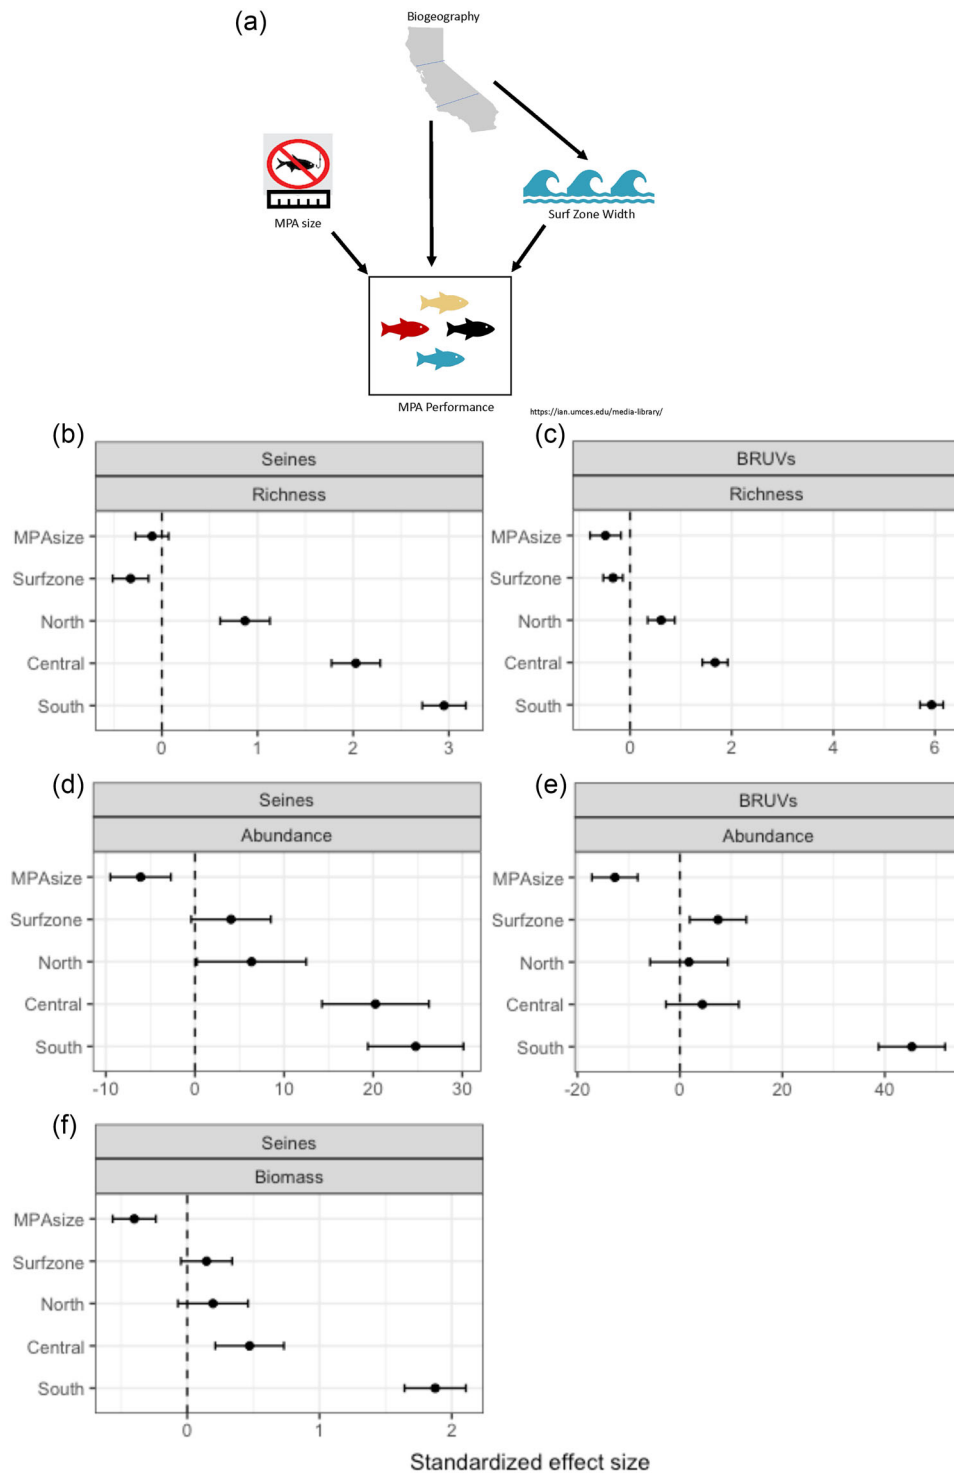 (a)
Biogeography
MPA size
Surf Zone Width
MPA Performance
https://ian.umces.edu/media-library/
(b)
Seines
Richness
MPAsize
Surfzone
North
Central
South
0 1 2 3
(c)
BRUVs
Richness
MPAsize
Surfzone
North
Central
South
0 2 4 6
(d)
Seines
Abundance
MPAsize
Surfzone
North
Central
South
-10 0 10 20 30
(e)
BRUVs
Abundance
MPAsize
Surfzone
North
Central
South
-20 0 20 40
(f)
Seines
Biomass
MPAsize
Surfzone
North
Central
South
0 1 2
Standardized effect size